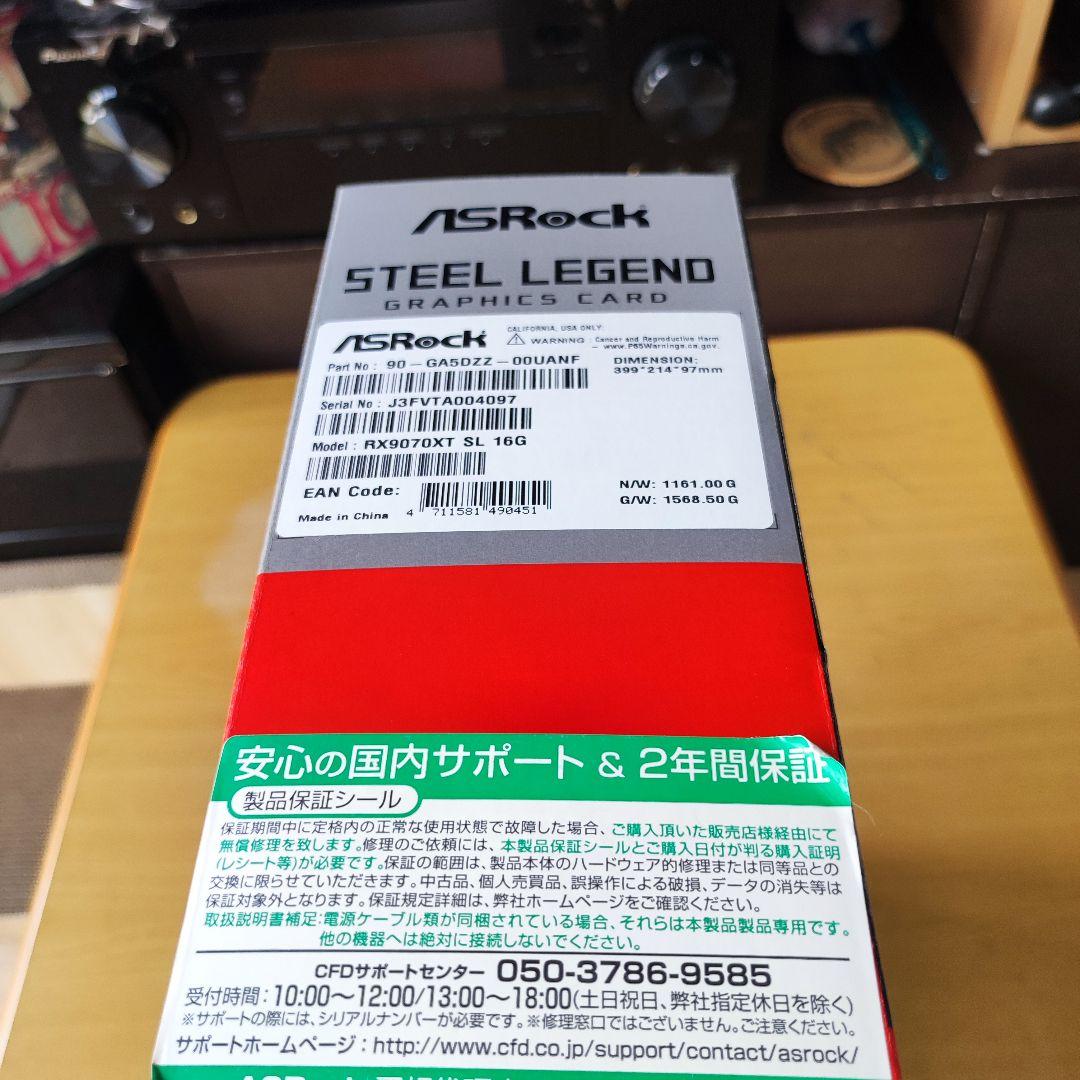 ASRock
STEEL LEGEND
GRAPHICS CARD
ASRock
CALIFORNIA, USA ONLY:
WARNING : Cancer and Reproductive Harm
– www.P65Warnings.ca.gov.
Part No : 90-GA5DZZ-00UANF
DIMENSION:
399*214*97mm
Serial No : J3FVTA004097
Model : RX9070XT SL 16G
EAN Code:
4 711581 490451
N/W: 1161.00G
G/W: 1568.50G
Made in China
安心の国内サポート & 2年間保証
製品保証シール
保証期間中に定格内の正常な使用状態で故障した場合、ご購入頂いた販売店様経由にて
無償修理を致します。修理のご依頼には、本製品保証シールとご購入日付が判る購入証明
(レシート等)が必要です。保証の範囲は、製品本体のハードウェア的修理または同等品との
交換に限らせていただきます。中古品、個人売買品、誤操作による破損、データの消失等は
保証対象外となります。保証規定詳細は、弊社ホームページをご確認ください。
取扱説明書補足:電源ケーブル類が同梱されている場合、それらは本製品製品専用です。
他の機器へは絶対に接続しないでください。
CFDサポートセンター 050-3786-9585
受付時間:10:00〜12:00/13:00〜18:00(土日祝日、弊社指定休日を除く)
※サポートの際には、シリアルナンバーが必要です。※修理窓口ではございません。ご注意ください。
サポートホームページ:http://www.cfd.co.jp/support/contact/asrock/